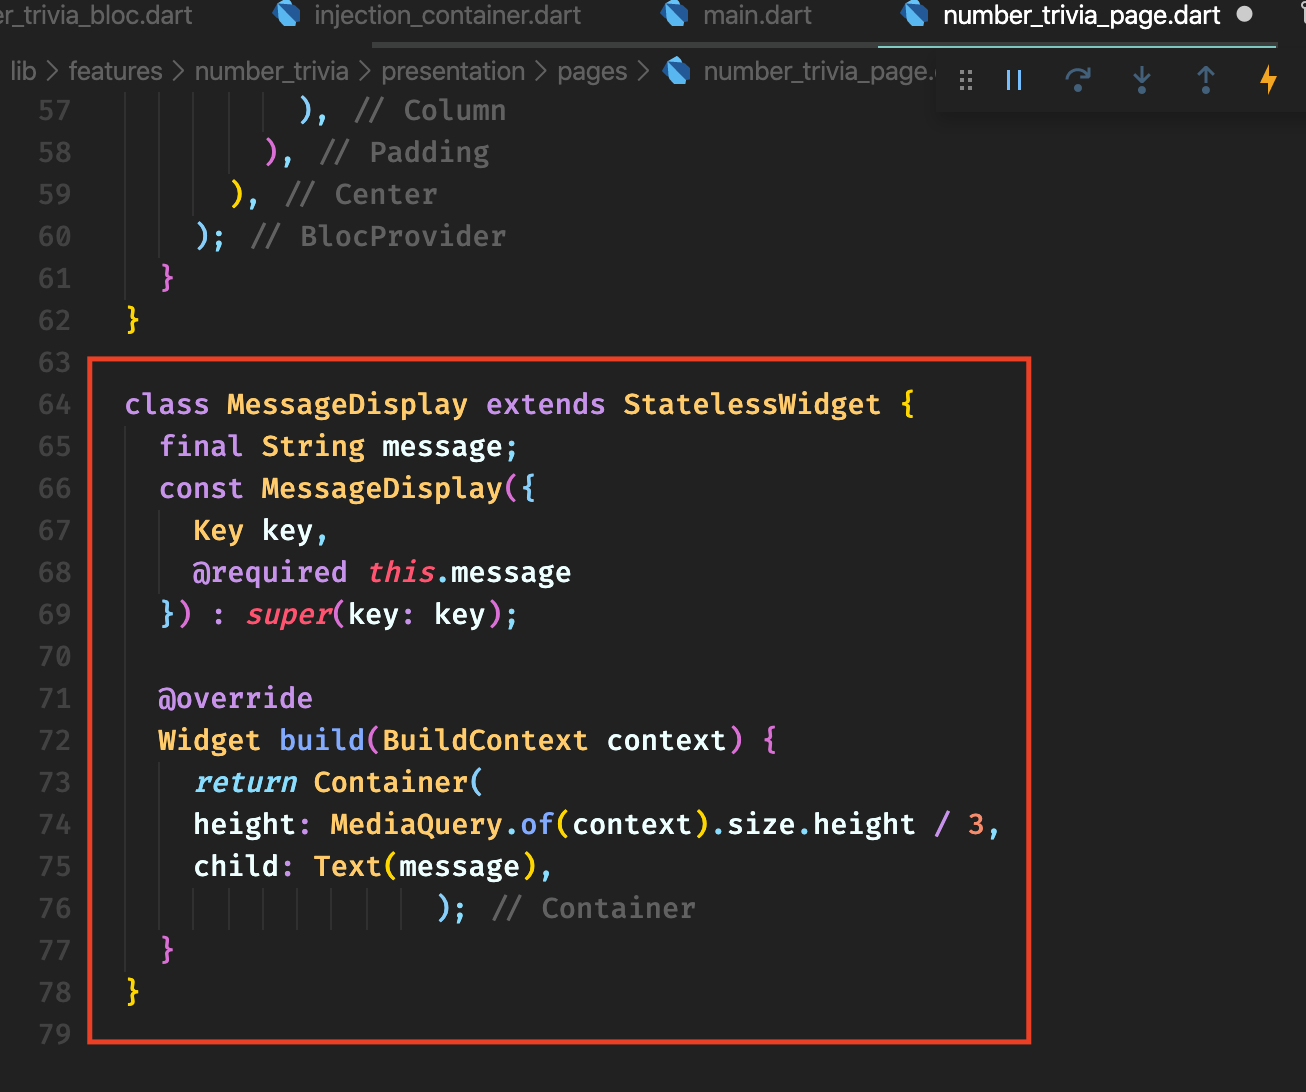 er_trivia_bloc.dart injection_container.dart main.dart number_trivia_page.dart
lib > features > number_trivia > presentation > pages > number_trivia_page.
57 ), // Column
58 ), // Padding
59 ), // Center
60 ); // BlocProvider
61 }
62 }
63
64 class MessageDisplay extends StatelessWidget {
65 final String message;
66 const MessageDisplay({
67 Key key,
68 @required this.message
69 }) : super(key: key);
70
71 @override
72 Widget build(BuildContext context) {
73 return Container(
74 height: MediaQuery.of(context).size.height / 3,
75 child: Text(message),
76 ); // Container
77 }
78 }
79